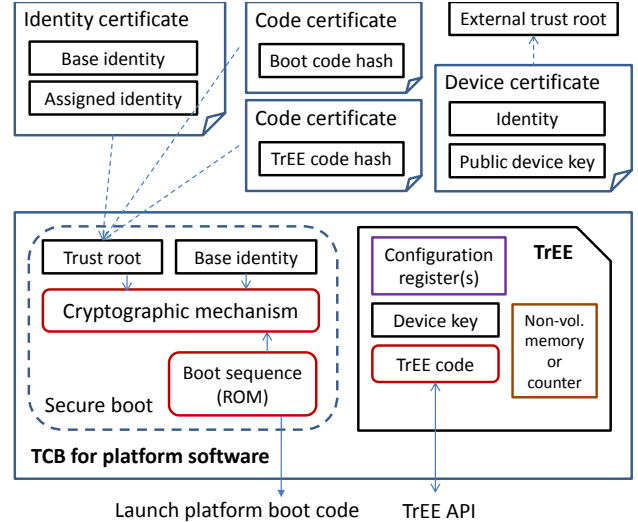 Identity certificate
Base identity
Assigned identity
Code certificate
Boot code hash
Code certificate
TrEE code hash
External trust root
Device certificate
Identity
Public device key
Trust root
Base identity
Cryptographic mechanism
Boot sequence
(ROM)
Secure boot
TCB for platform software
Configuration
register(s)
TrEE
Device key
TrEE code
Non-vol.
memory
or
counter
Launch platform boot code
TrEE API